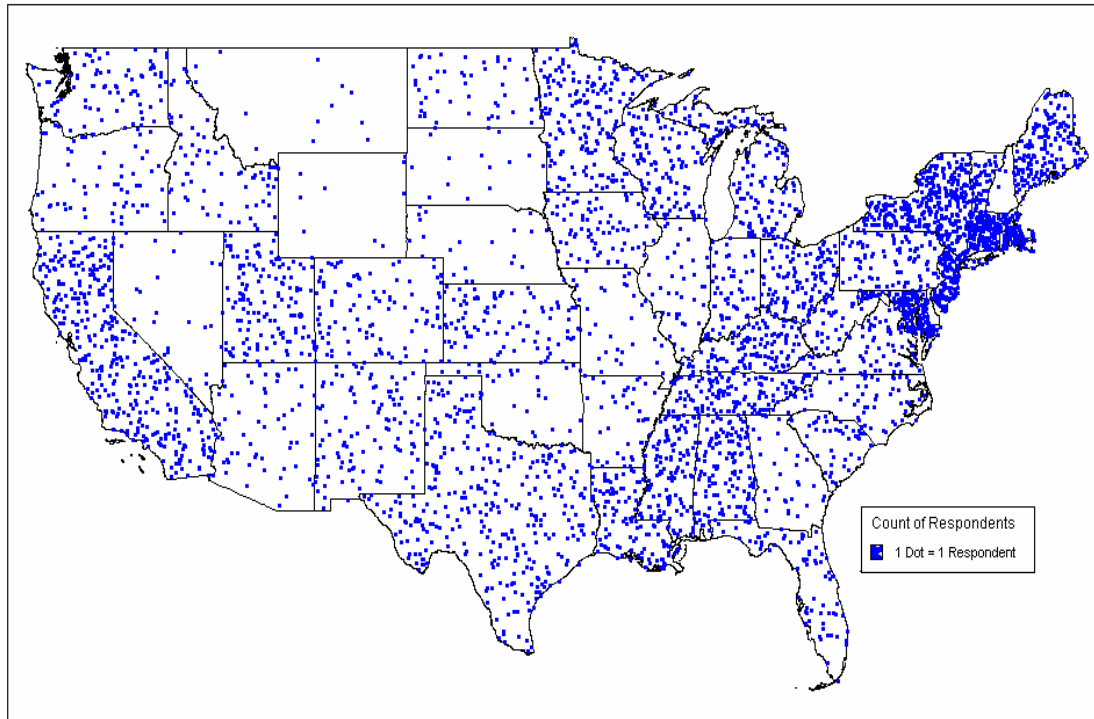 Count of Respondents
1 Dot = 1 Respondent